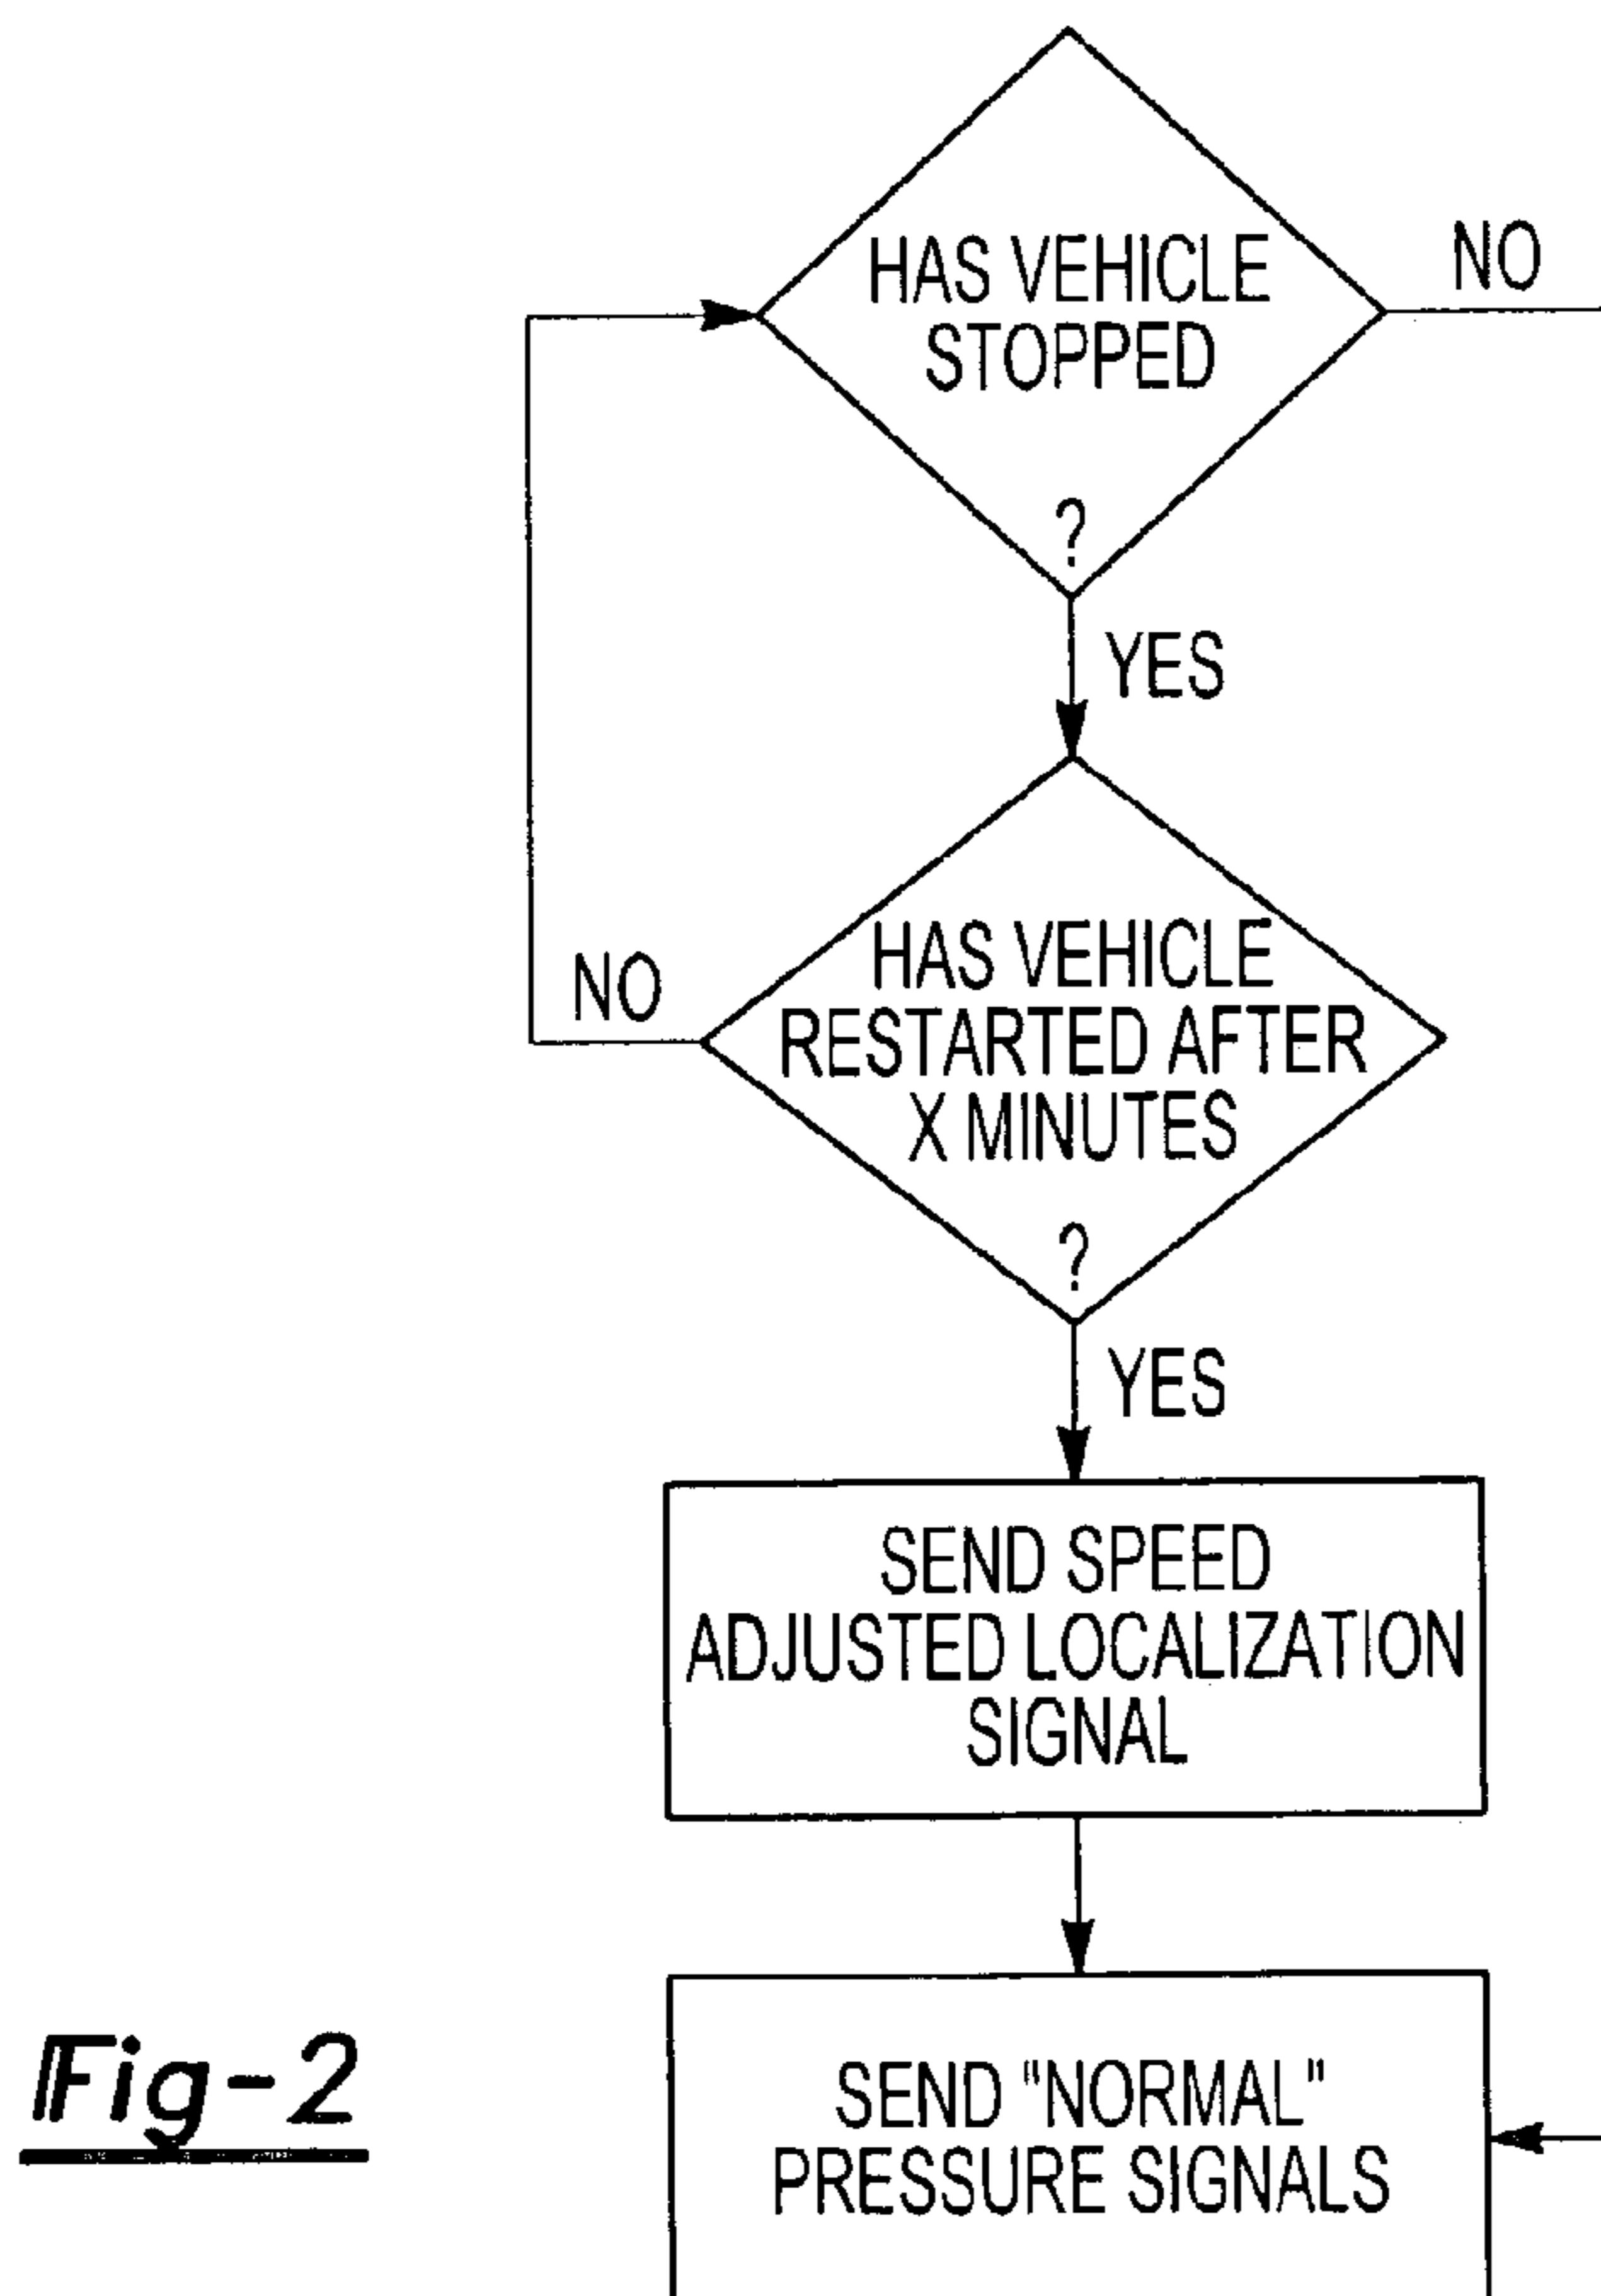 HAS VEHICLE
STOPPED
?
NO
YES
HAS VEHICLE
RESTARTED AFTER
X MINUTES
?
NO
YES
SEND SPEED
ADJUSTED LOCALIZATION
SIGNAL
SEND "NORMAL"
PRESSURE SIGNALS
Fig-2